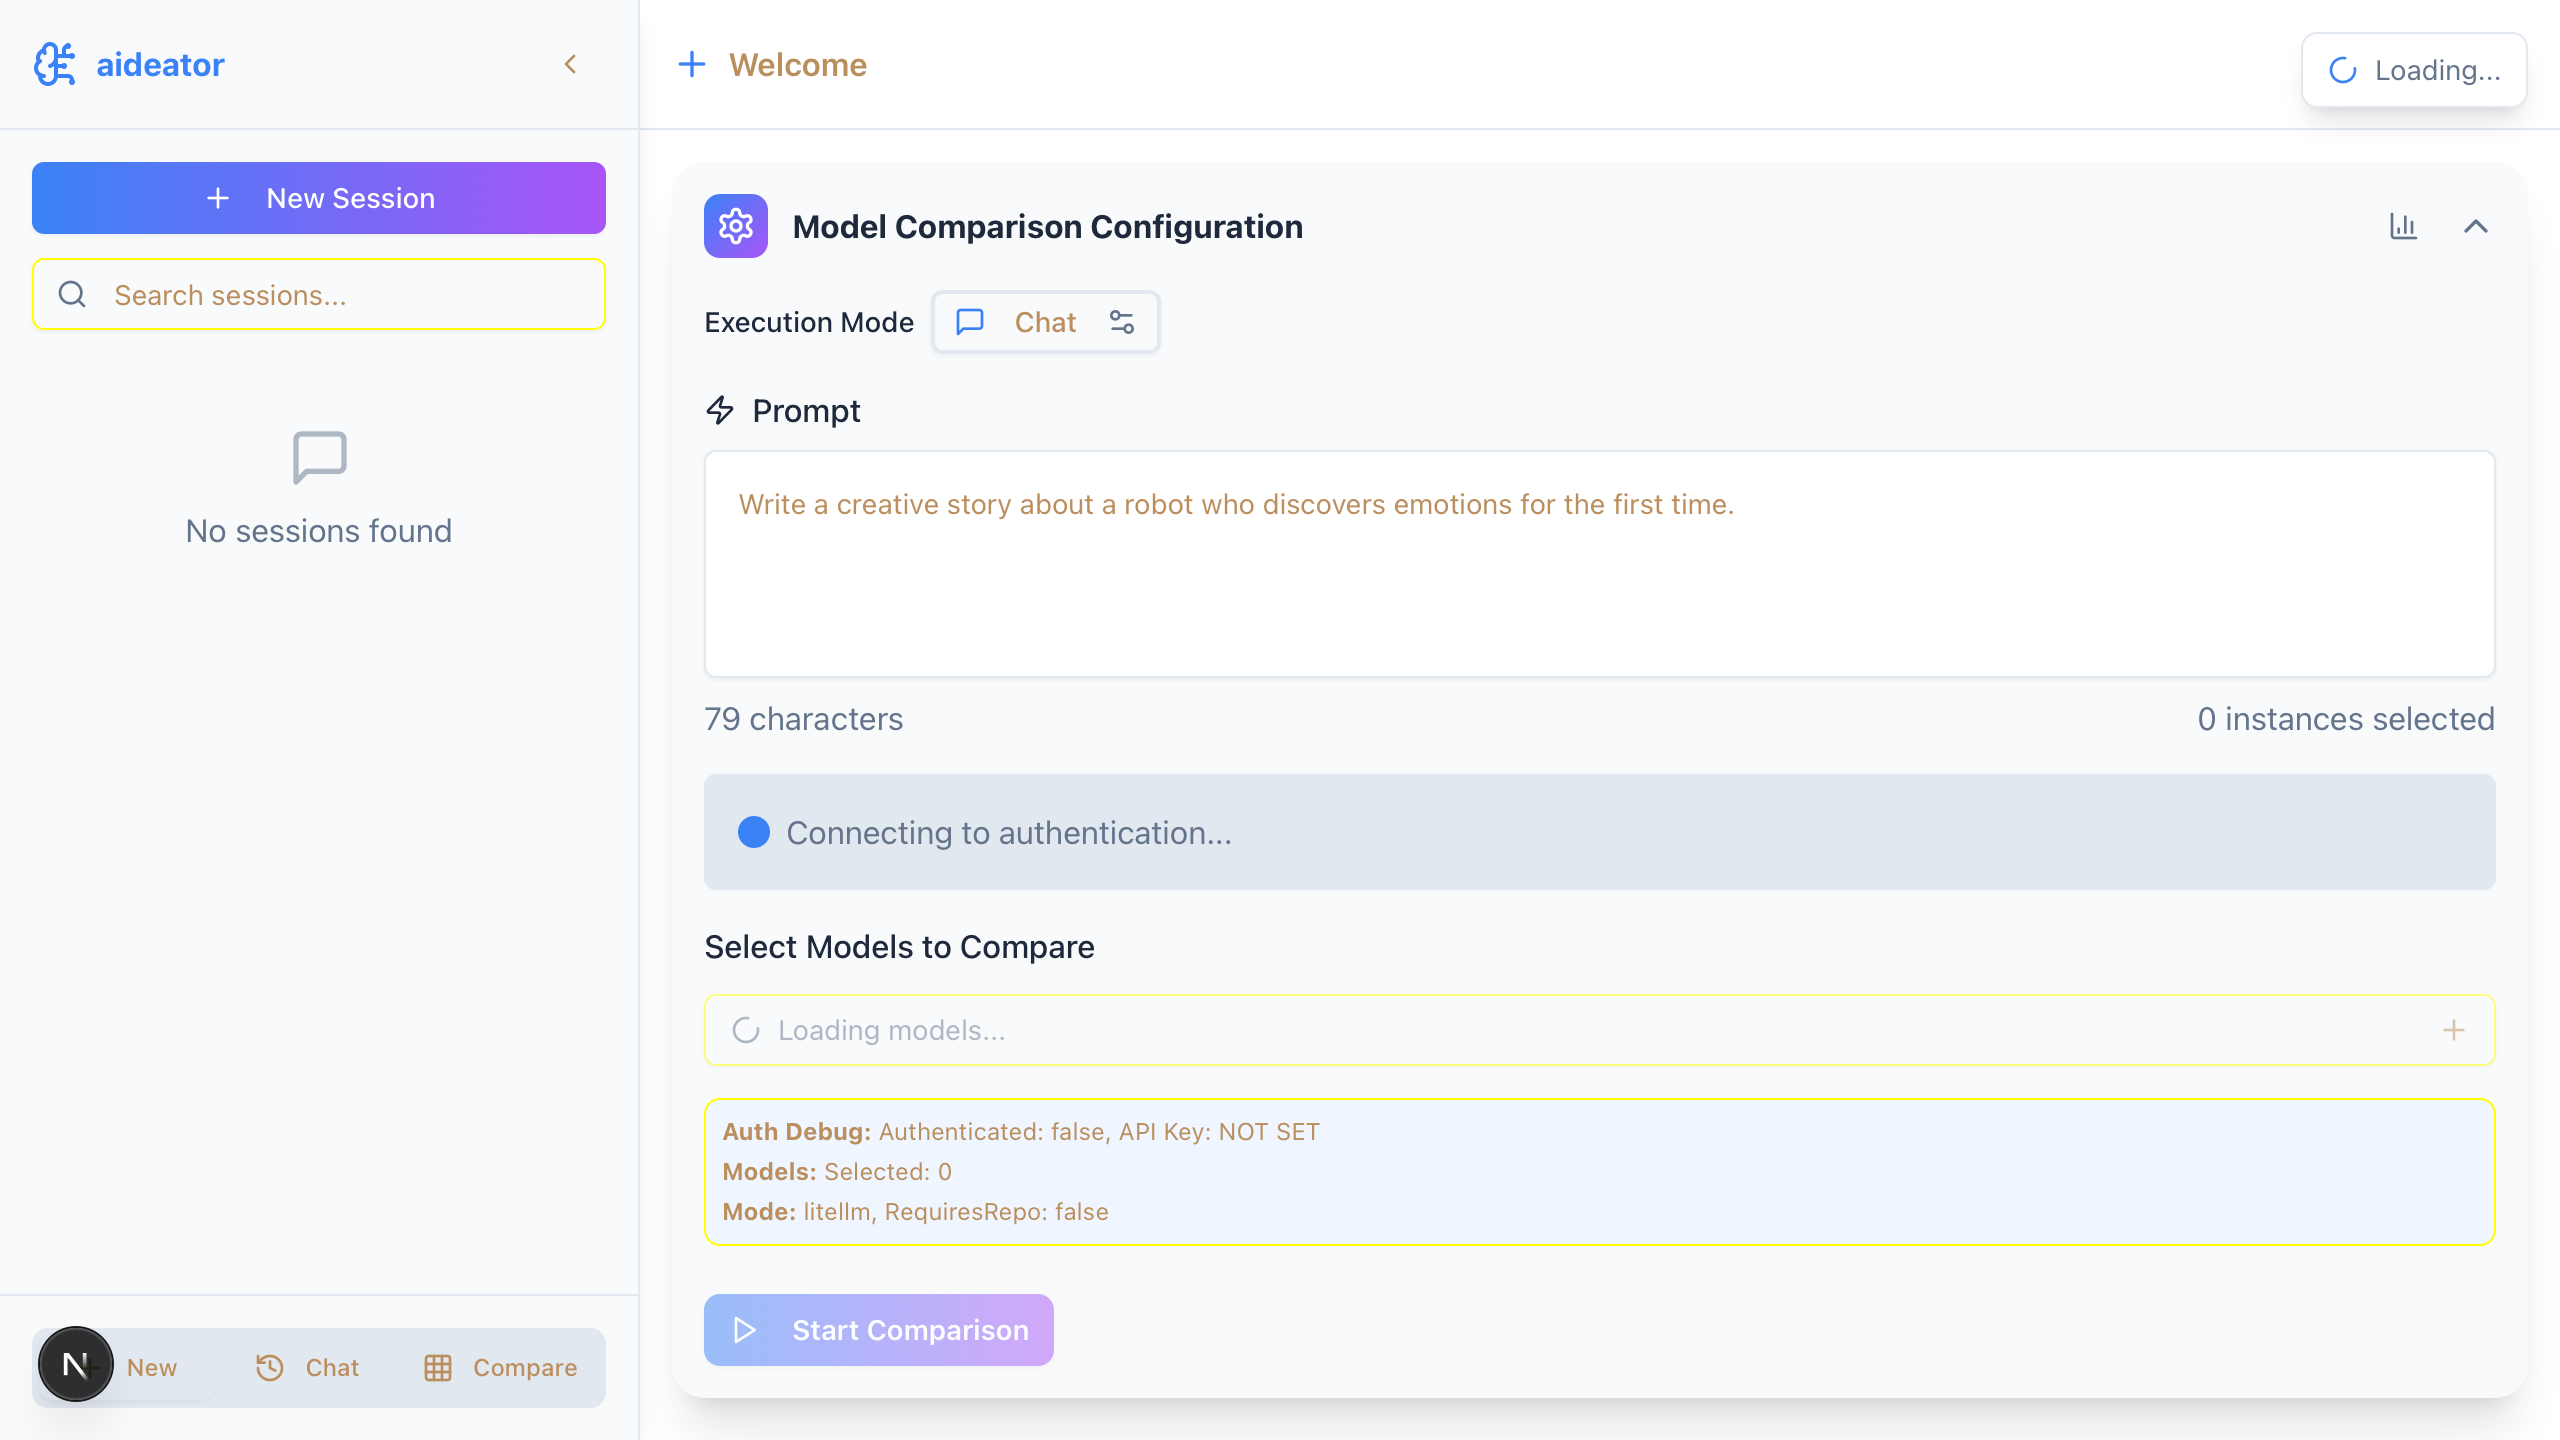 aideator
New Session
Search sessions...
No sessions found
New
Chat
Compare
Welcome
Loading...
Model Comparison Configuration
Execution Mode
Chat
Prompt
Write a creative story about a robot who discovers emotions for the first time.
79 characters
0 instances selected
Connecting to authentication...
Select Models to Compare
Loading models...
Auth Debug: Authenticated: false, API Key: NOT SET
Models: Selected: 0
Mode: litellm, RequiresRepo: false
Start Comparison
N